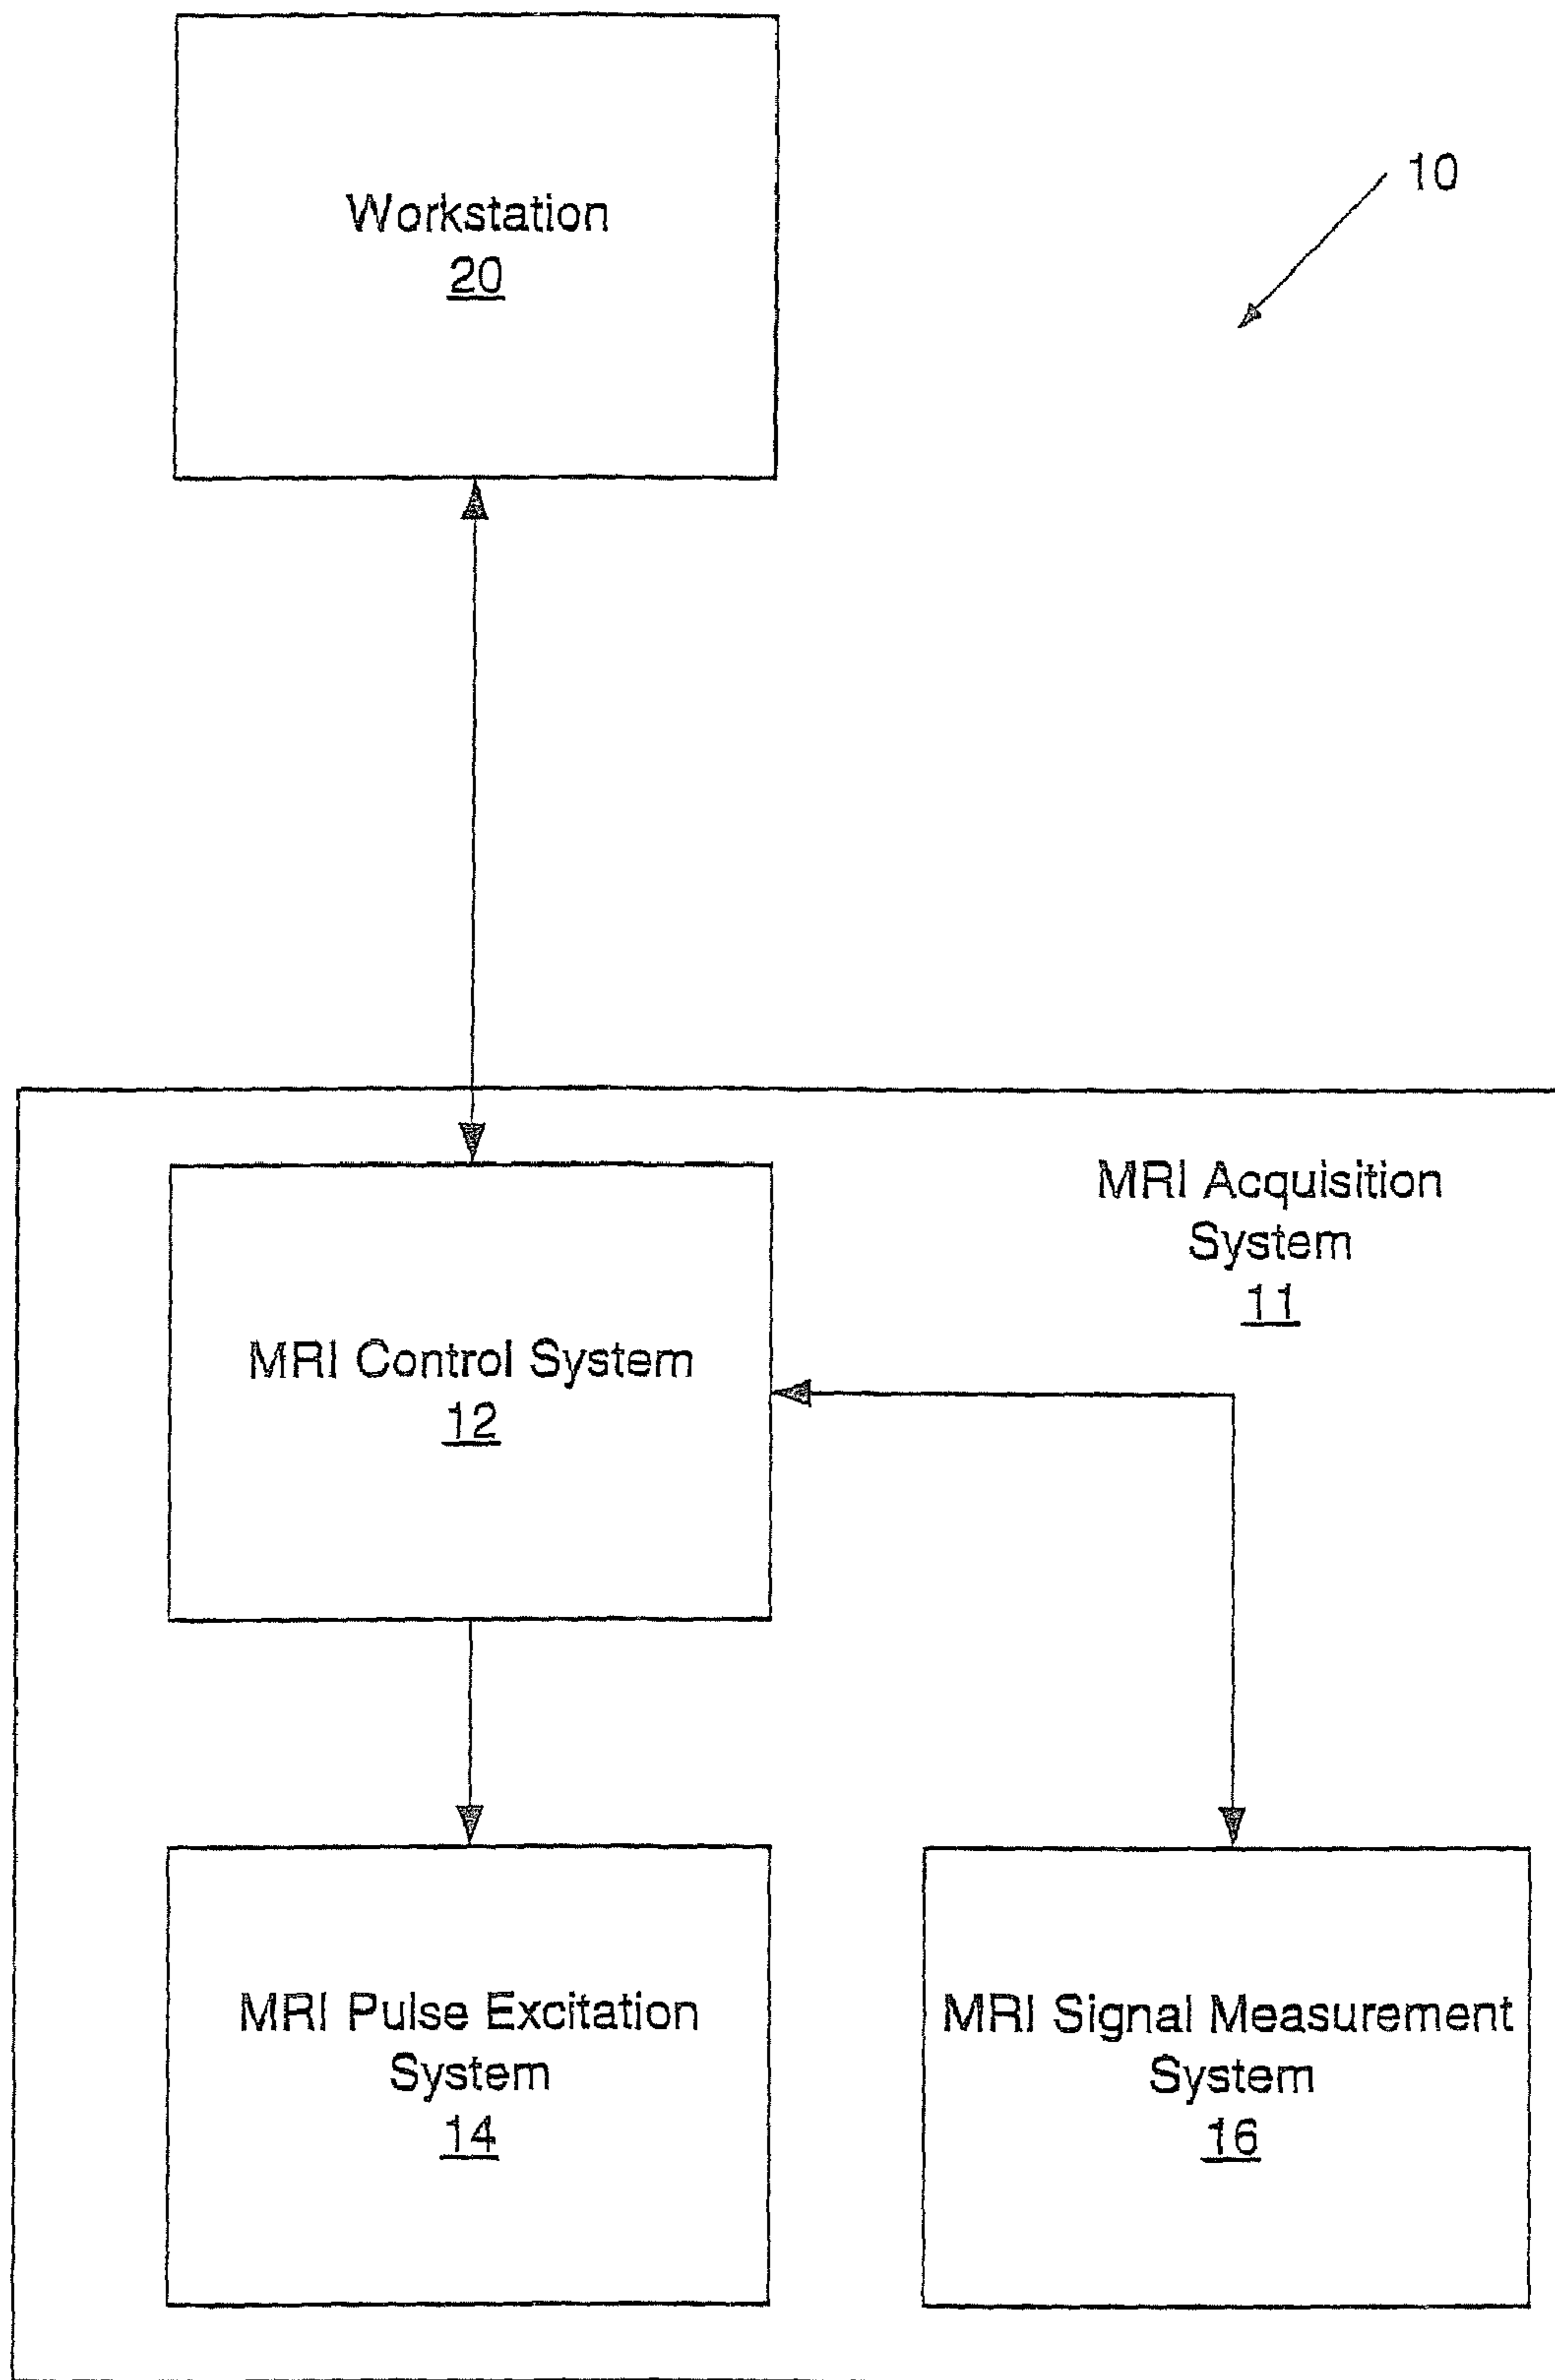 Workstation
20
10
MRI Acquisition
System
11
MRI Control System
12
MRI Pulse Excitation
System
14
MRI Signal Measurement
System
16